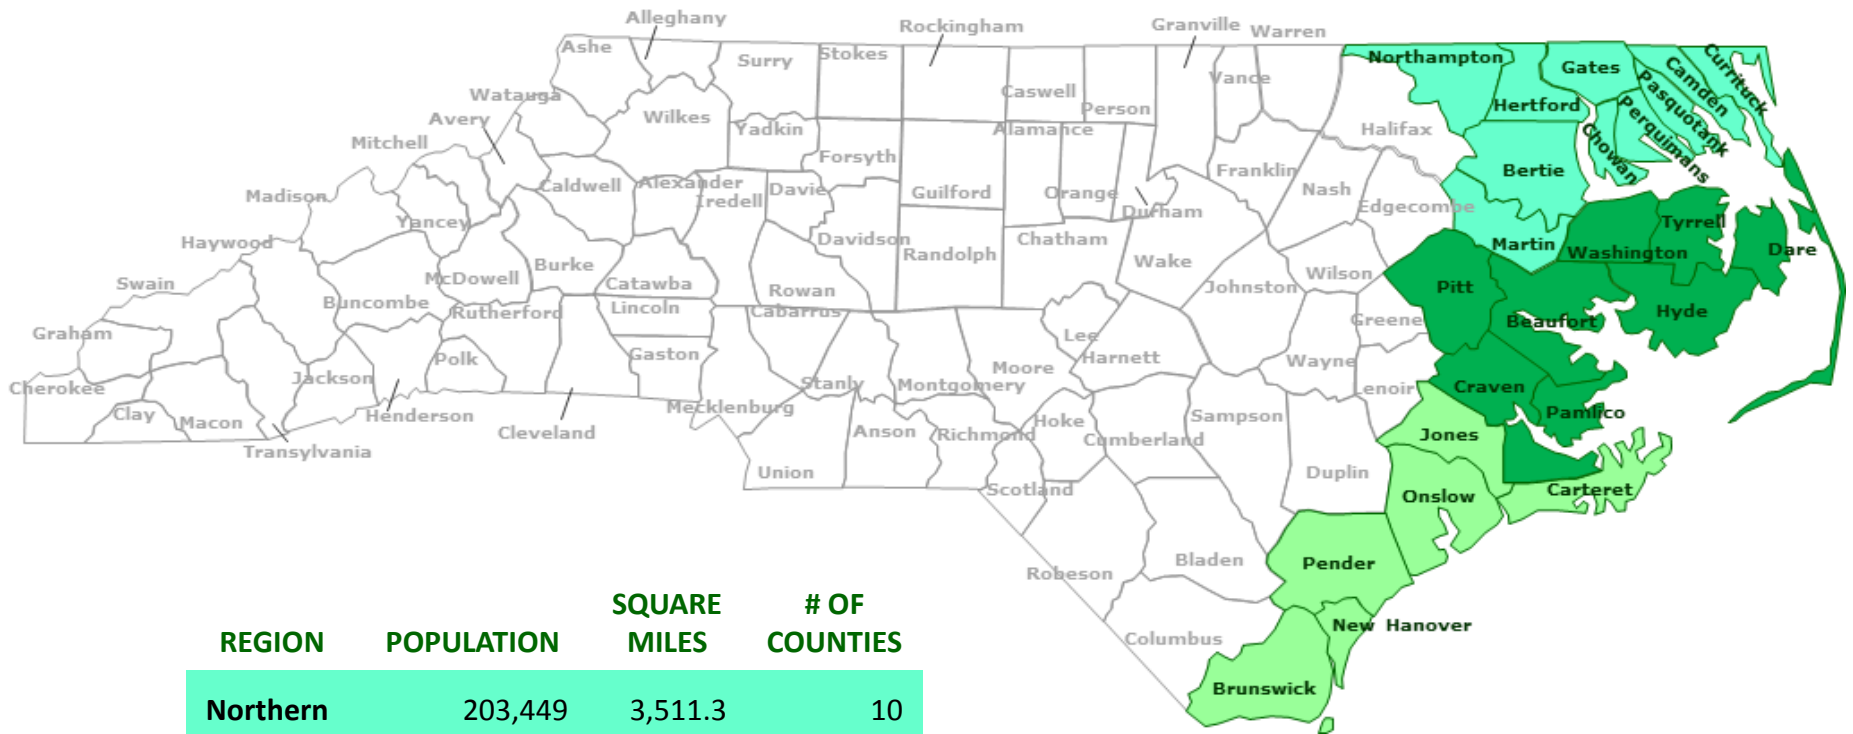 Alleghany
Rockingham
Granville
Warren
Ashe
Surry
Stokes
Northampton
Gates
Camden
Currituck
Vance
Caswell
Person
Pasquotank
Watauga
Avery
Wilkes
Yadkin
Alamance
Halifax
Hertford
Perquimans
Chowan
Mitchell
Forsyth
Franklin
Bertie
Madison
Caldwell
Alexander
Iredell
Davie
Guilford
Orange
Durham
Nash
Edgecombe
Yancey
Haywood
Davidson
Randolph
Chatham
Martin
Washington
Tyrrell
Dare
Swain
McDowell
Burke
Catawba
Rowan
Wake
Johnston
Wilson
Pitt
Buncombe
Rutherford
Lincoln
Cabarrus
Greene
Beaufort
Hyde
Graham
Polk
Gaston
Lee
Harnett
Wayne
Cherokee
Jackson
Stanly
Montgomery
Moore
Lenoir
Craven
Clay
Macon
Henderson
Mecklenburg
Hoke
Sampson
Pamlico
Transylvania
Cleveland
Anson
Richmond
Cumberland
Jones
Union
Scotland
Duplin
Onslow
Carteret
Robeson
Bladen
Pender
Columbus
New Hanover
Brunswick
REGION POPULATION SQUARE MILES # OF COUNTIES
Northern 203,449 3,511.3 10